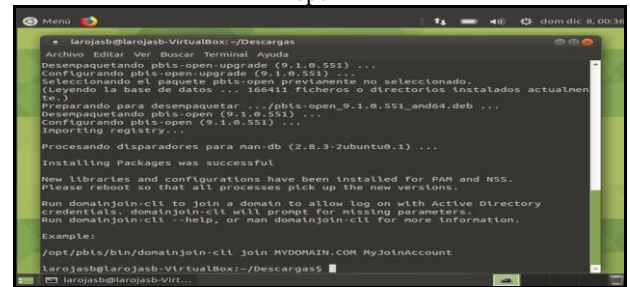 Menú
dom dic 8, 00:36
larojasb@larojasb-VirtualBox: ~/Descargas
Archivo Editar Ver Buscar Terminal Ayuda
Desempaquetando pbis-open-upgrade (9.1.0.551) ...
Configurando pbis-open-upgrade (9.1.0.551) ...
Seleccionando el paquete pbis-open previamente no seleccionado.
(Leyendo la base de datos ... 166411 ficheros o directorios instalados actualmen
te.)
Preparando para desempaquetar .../pbis-open_9.1.0.551_amd64.deb ...
Desempaquetando pbis-open (9.1.0.551) ...
Configurando pbis-open (9.1.0.551) ...
Importing registry...
Procesando disparadores para man-db (2.8.3-2ubuntu0.1) ...
Installing Packages was successful
New libraries and configurations have been installed for PAM and NSS.
Please reboot so that all processes pick up the new versions.
Run domainjoin-cli to join a domain to allow log on with Active Directory
credentials. domainjoin-cli will prompt for missing parameters.
Run domainjoin-cli --help, or man domainjoin-cli for more information.
Example:
/opt/pbis/bin/domainjoin-cli join MYDOMAIN.COM MyJoinAccount
larojasb@larojasb-VirtualBox:~/Descargas$
larojasb@larojasb-Virt...